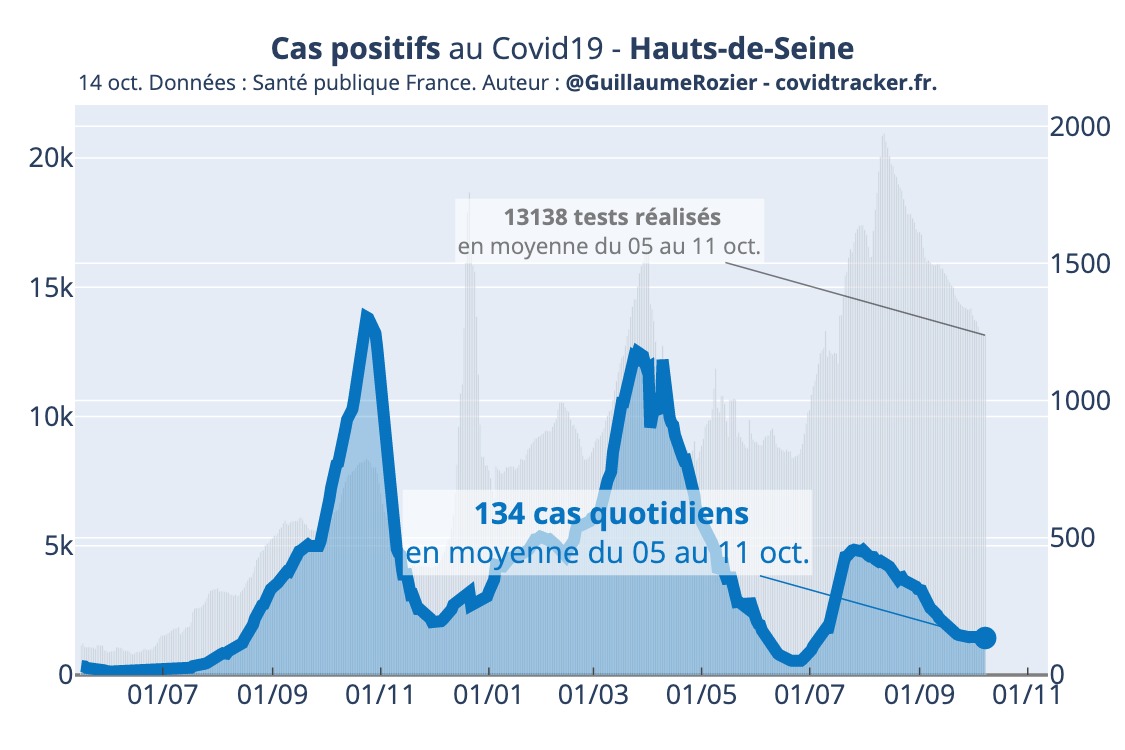 Cas positifs au Covid19 - Hauts-de-Seine
14 oct. Données : Santé publique France. Auteur : @GuillaumeRozier - covidtracker.fr.
2000
20k
13138 tests réalisés
en moyenne du 05 au 11 oct.
1500
15k
1000
10k
134 cas quotidiens
500
5k
en moyenne du 05 au 11 oct.
0
0
01/07 01/09 01/11 01/01 01/03 01/05 01/07 01/09 01/11